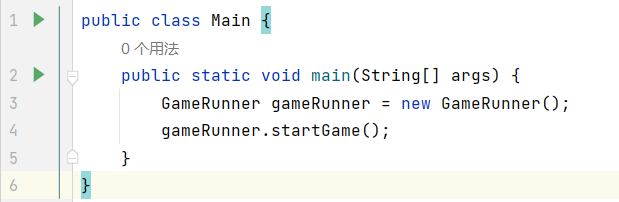 1 public class Main {
0 个用法
2 public static void main(String[] args) {
3 GameRunner gameRunner = new GameRunner();
4 gameRunner.startGame();
5 }
6 }